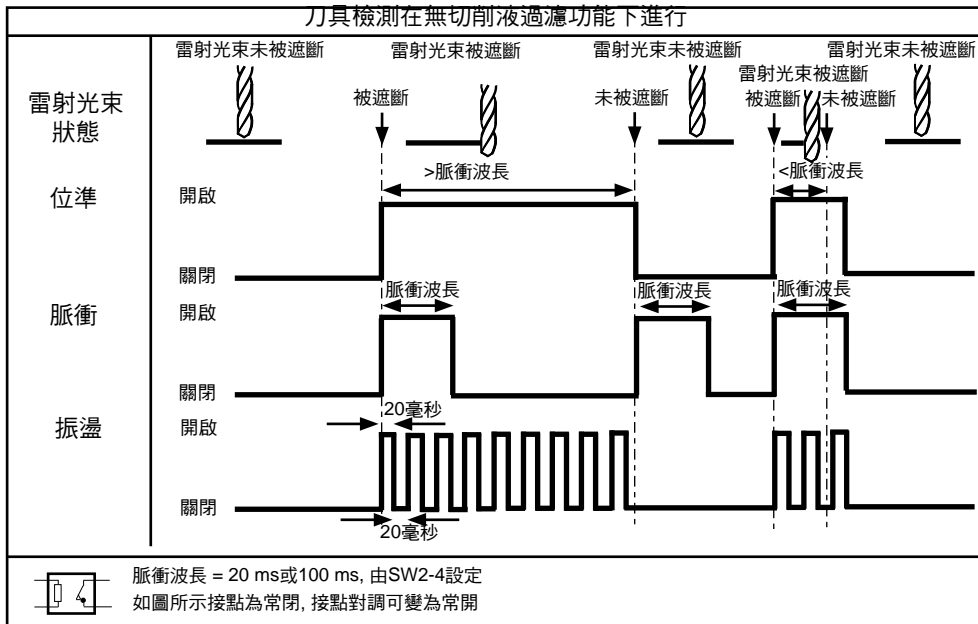 刀具檢測在無切削液過濾功能下進行
雷射光束未被遮斷
雷射光束被遮斷
雷射光束未被遮斷
雷射光束未被遮斷
雷射光束被遮斷
雷射光束
狀態
被遮斷
未被遮斷
被遮斷
未被遮斷
>脈衝波長
<脈衝波長
位準
開啟
關閉
脈衝波長
脈衝波長
脈衝波長
脈衝
開啟
關閉
20毫秒
振盪
開啟
關閉
20毫秒
脈衝波長 = 20 ms或100 ms, 由SW2-4設定
如圖所示接點為常閉, 接點對調可變為常開